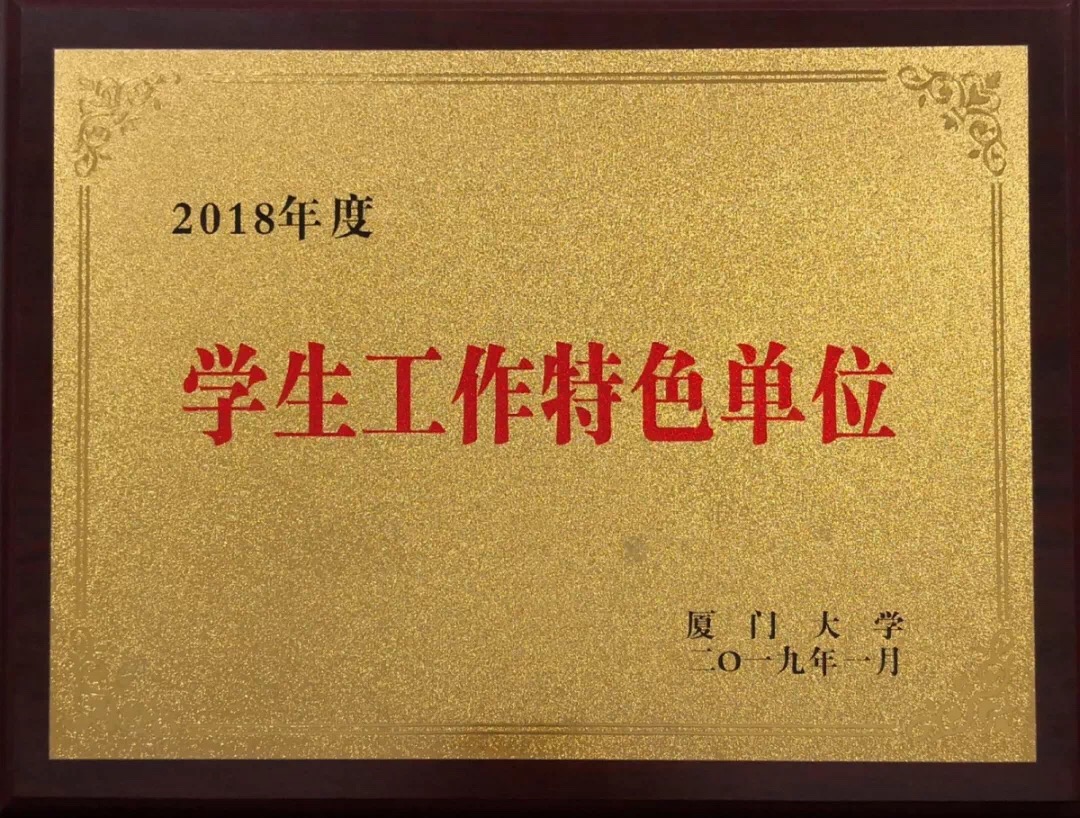 2018年度
学生工作特色单位
厦门大学
二〇一九年一月